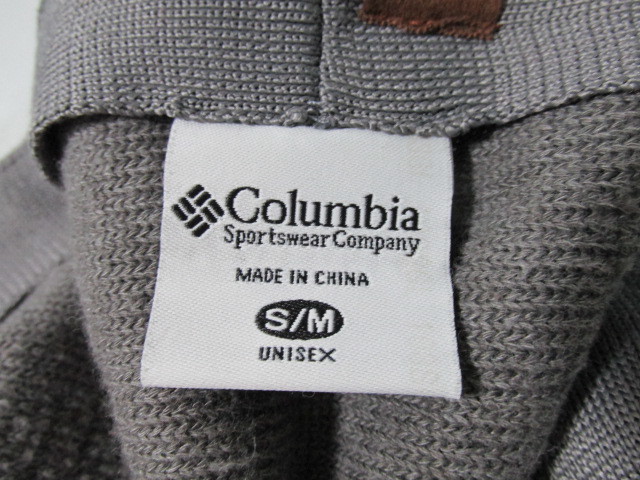 Columbia
Sportswear Company
MADE IN CHINA
S/M
UNISEX